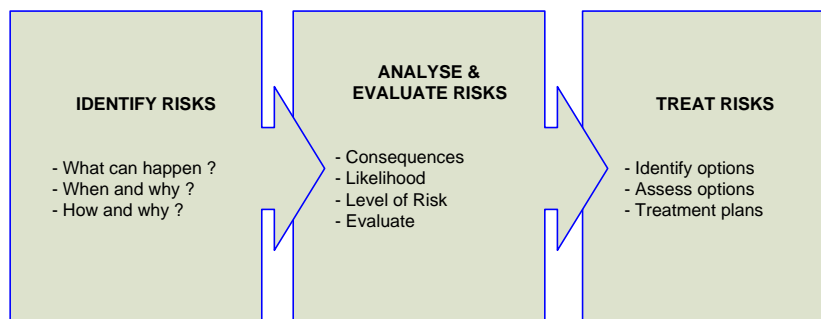 IDENTIFY RISKS
- What can happen ?
- When and why ?
- How and why ?
ANALYSE &
EVALUATE RISKS
- Consequences
- Likelihood
- Level of Risk
- Evaluate
TREAT RISKS
- Identify options
- Assess options
- Treatment plans